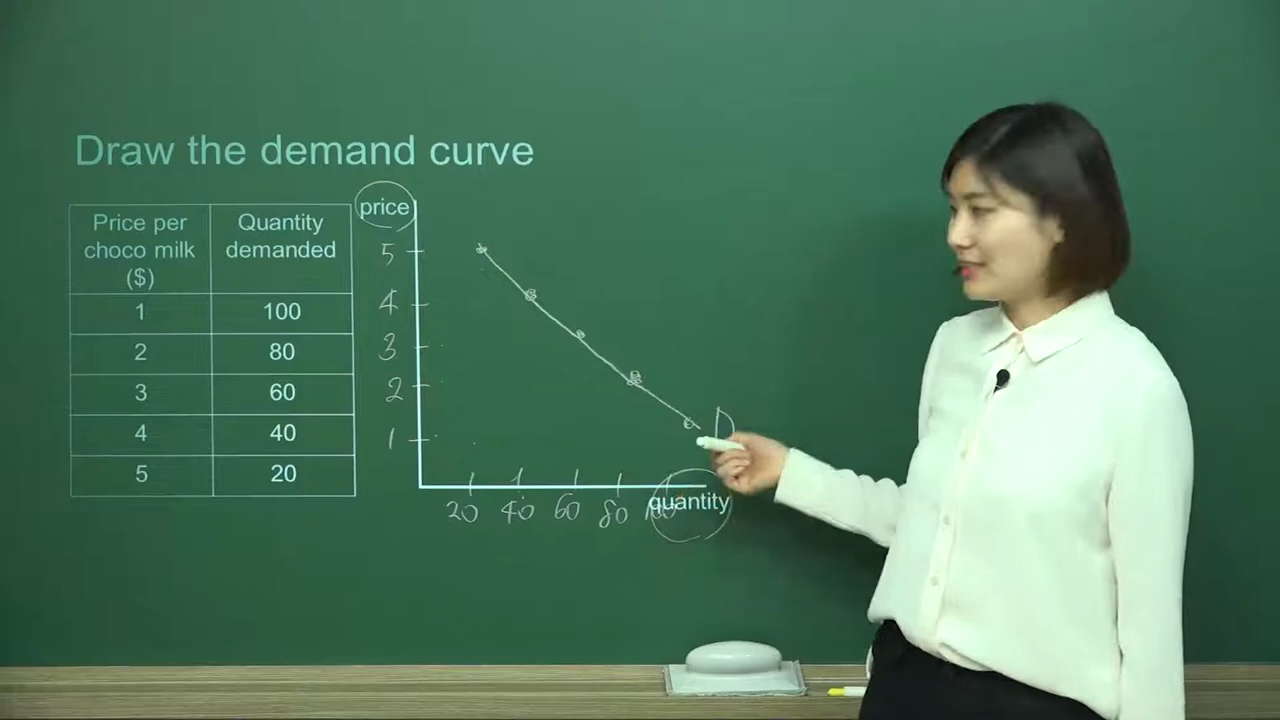 Draw the demand curve
Price per
choco milk
($)
Quantity
demanded
1 100
2 80
3 60
4 40
5 20
price
5
4
3
2
1
D
20 40 60 80 100
quantity